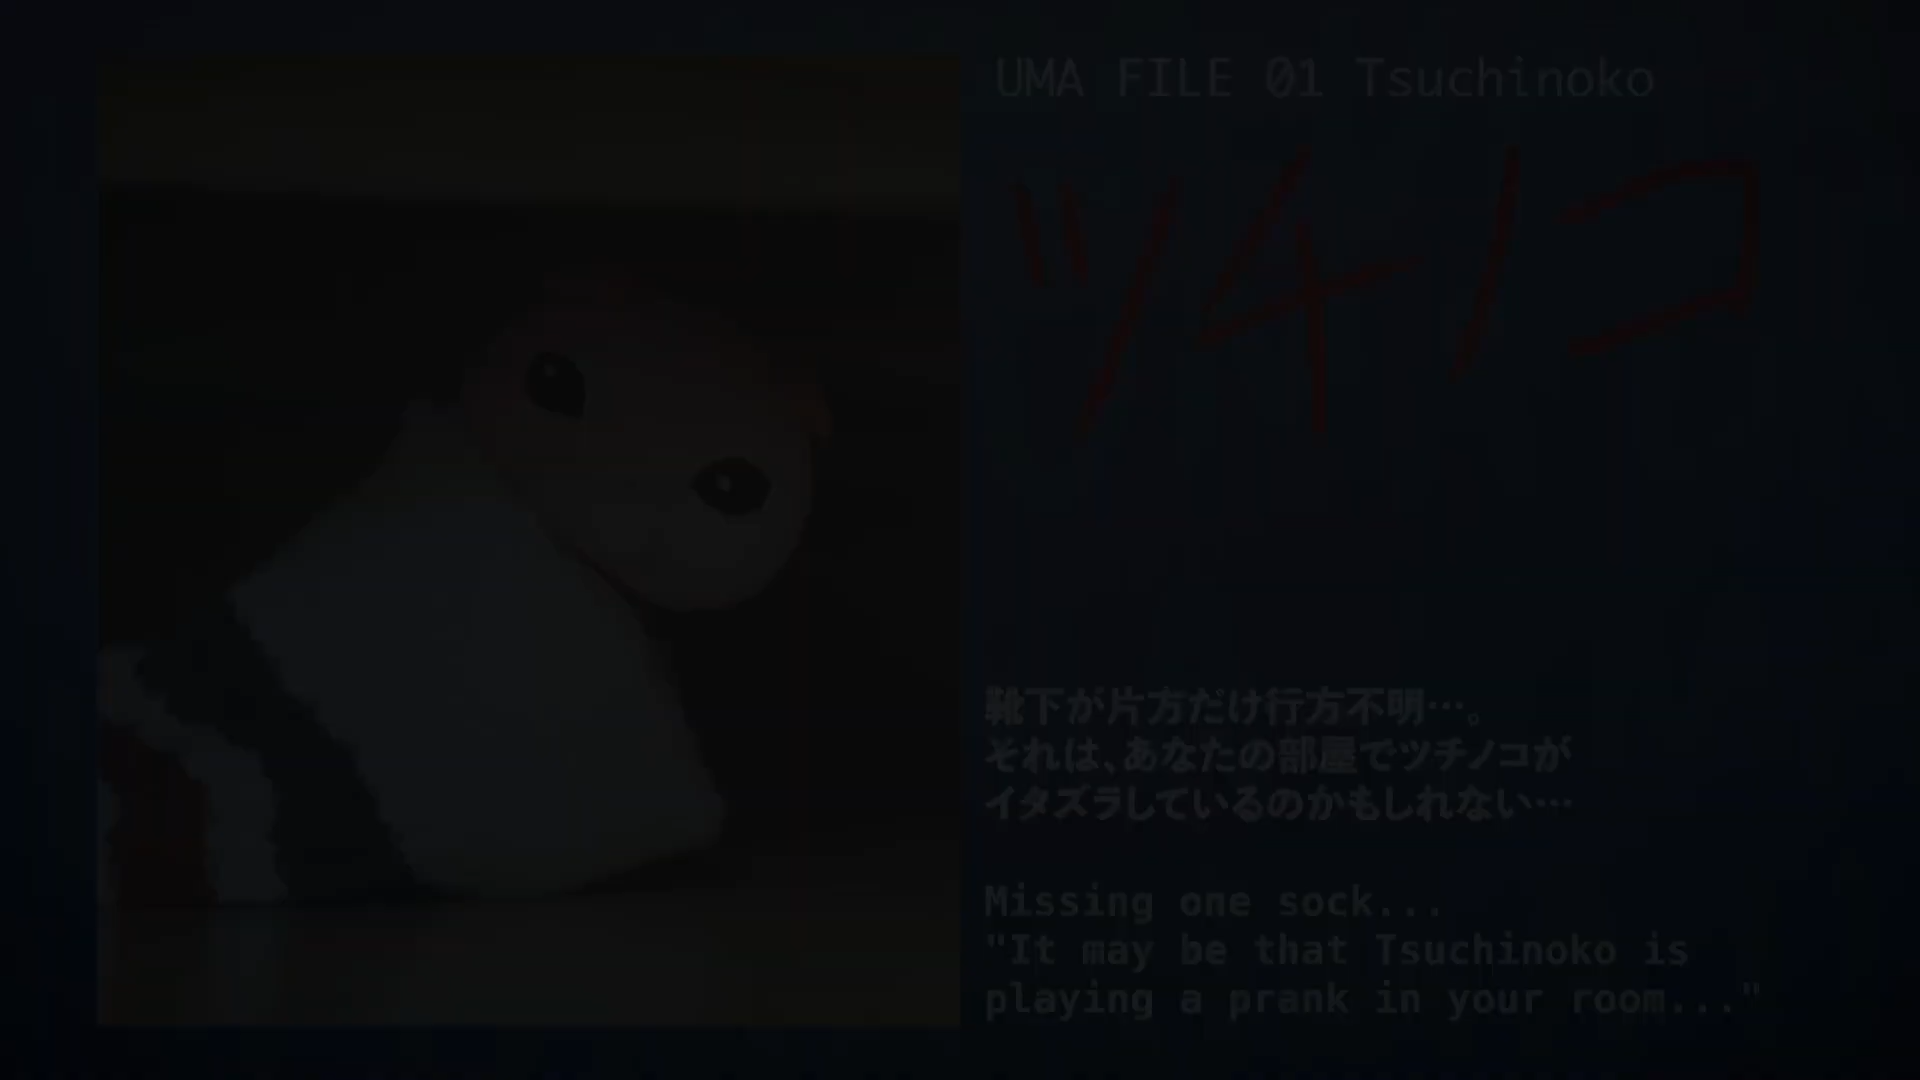 UMA FILE 01 Tsuchinoko
ツチノコ
靴下が片方だけ行方不明…。
それは、あなたの部屋でツチノコが
イタズラしているのかもしれない…
Missing one sock...
"It may be that Tsuchinoko is
playing a prank in your room..."